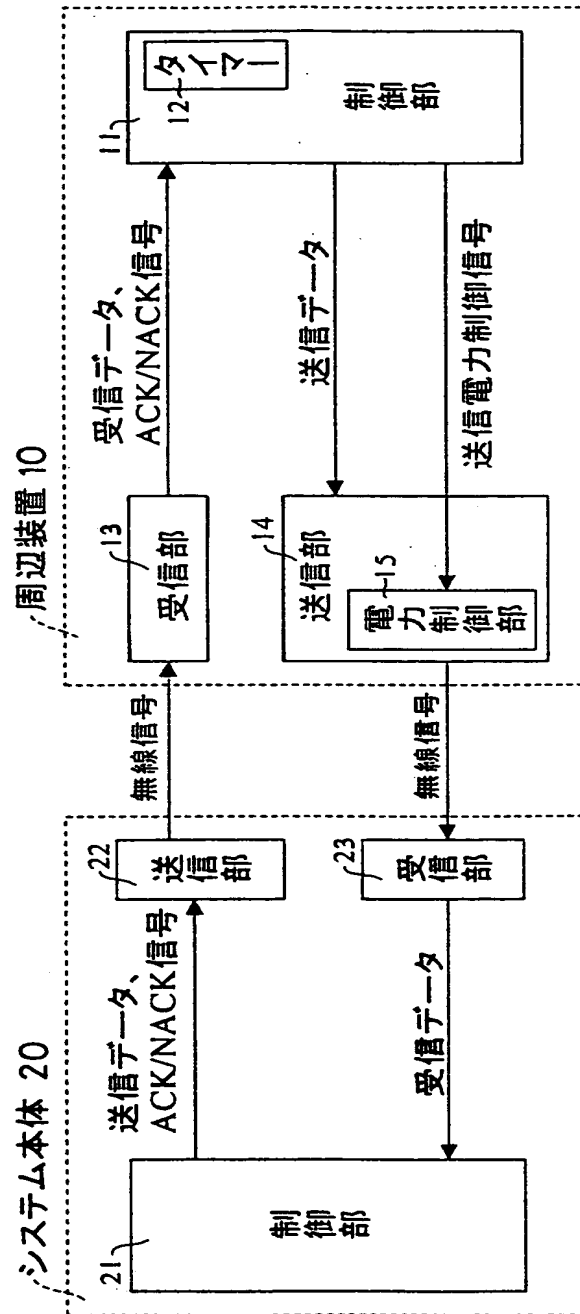 システム本体 20
周辺装置 10
21
制御部
送信データ、
ACK/NACK信号
受信データ
22
送信部
23
受信部
無線信号
無線信号
13
受信部
14
送信部
15
電力制御部
受信データ、
ACK/NACK信号
送信データ
送信電力制御信号
11
12
タイマー
制御部